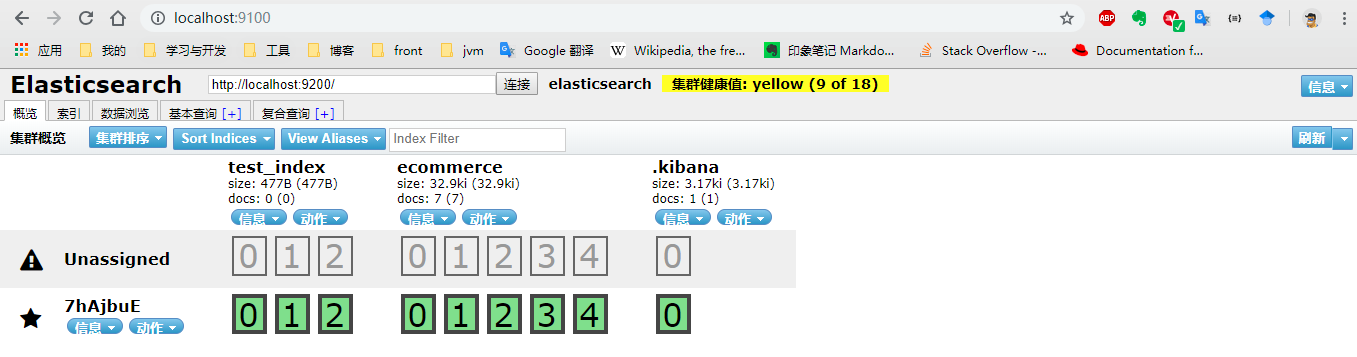 localhost:9100
应用 我的 学习与开发 工具 博客 front jvm Google 翻译 Wikipedia, the fre... 印象笔记 Markdo... Stack Overflow -... Documentation f...
Elasticsearch http://localhost:9200/ 连接 elasticsearch 集群健康值: yellow (9 of 18) 信息
概览 索引 数据浏览 基本查询 [+] 复合查询 [+]
集群概览 集群排序 Sort Indices View Aliases Index Filter 刷新
test_index ecommerce .kibana
size: 477B (477B) size: 32.9ki (32.9ki) size: 3.17ki (3.17ki)
docs: 0 (0) docs: 7 (7) docs: 1 (1)
信息 动作 信息 动作 信息 动作
Unassigned 0 1 2 0 1 2 3 4 0
7hAjbuE 0 1 2 0 1 2 3 4 0
信息 动作